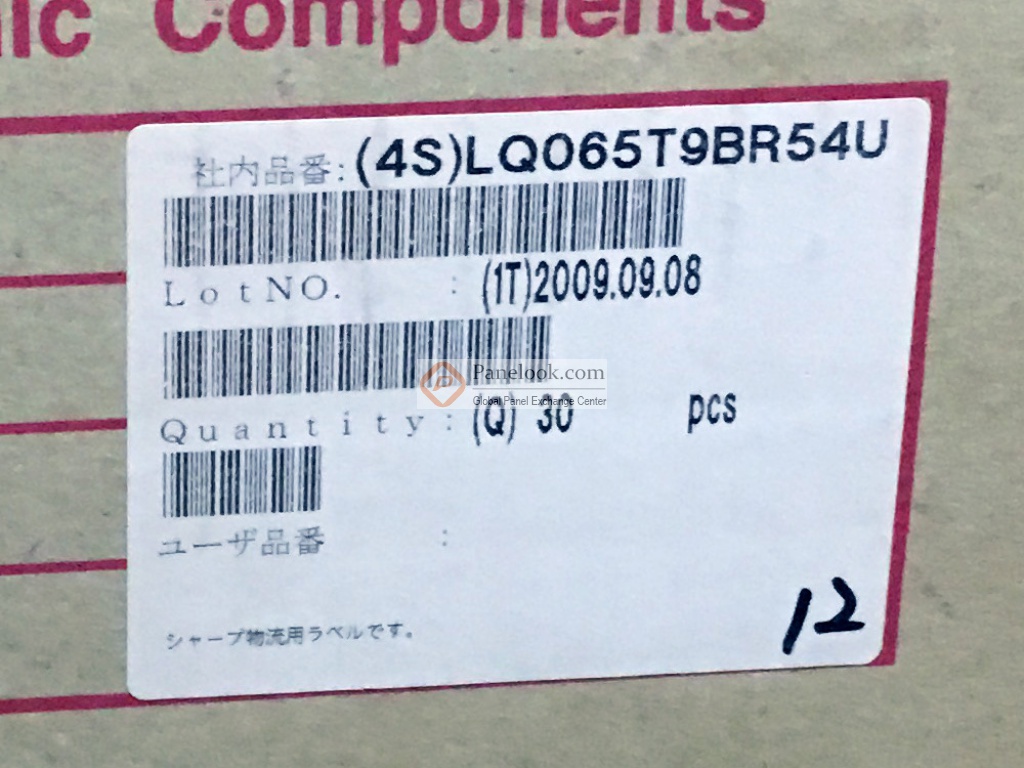 ic Components
社内品番:(4S)LQ065T9BR54U
LotNO. : (1T)2009.09.08
Panelook.com
Global Panel Exchange Center
Quantity: (Q) 30 pcs
ユーザ品番 :
シャープ物流用ラベルです。
12